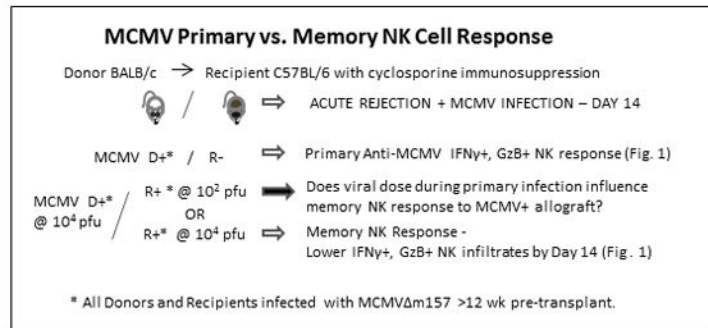 MCMV Primary vs. Memory NK Cell Response
Donor BALB/c → Recipient C57BL/6 with cyclosporine immunosuppression
/ ⇨ ACUTE REJECTION + MCMV INFECTION – DAY 14
MCMV D+* / R- ⇨ Primary Anti-MCMV IFNγ+, GzB+ NK response (Fig. 1)
MCMV D+*
@ 10⁴ pfu
/
R+ * @ 10² pfu
OR
R+* @ 10⁴ pfu
Does viral dose during primary infection influence
memory NK response to MCMV+ allograft?
Memory NK Response -
Lower IFNγ+, GzB+ NK infiltrates by Day 14 (Fig. 1)
* All Donors and Recipients infected with MCMVΔm157 >12 wk pre-transplant.